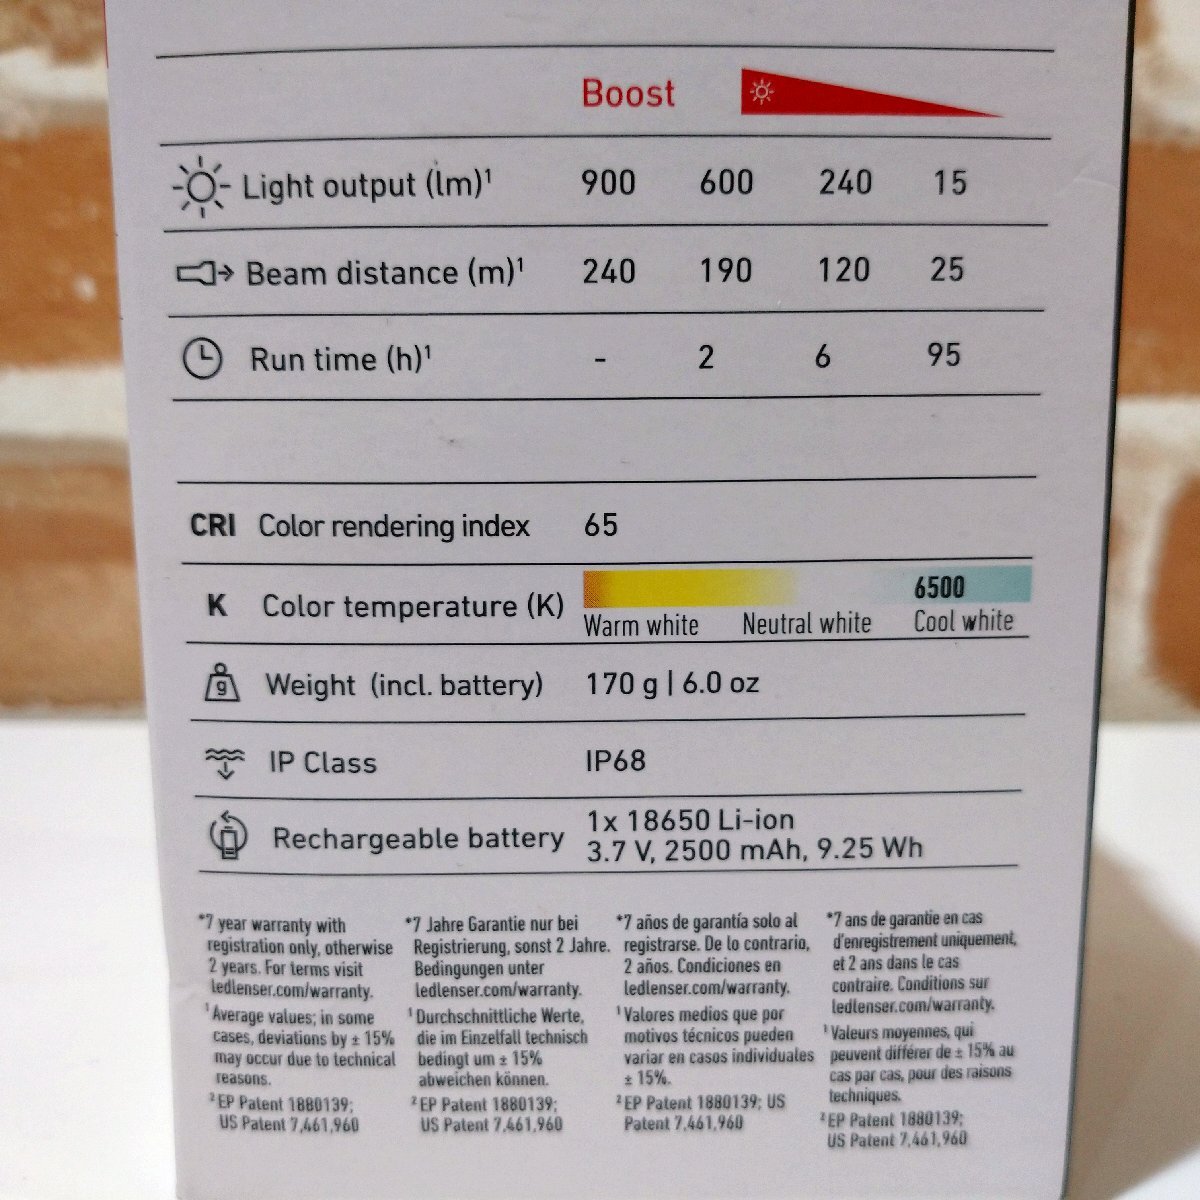 Boost
Light output (lm)¹ 900 600 240 15
Beam distance (m)¹ 240 190 120 25
Run time (h)¹ - 2 6 95
CRI Color rendering index 65
K Color temperature (K) 6500
Warm white Neutral white Cool white
g Weight (incl. battery) 170 g | 6.0 oz
IP Class IP68
Rechargeable battery 1x 18650 Li-ion
3.7 V, 2500 mAh, 9.25 Wh
*7 year warranty with
registration only, otherwise
2 years. For terms visit
ledlenser.com/warranty.
¹Average values; in some
cases, deviations by ± 15%
may occur due to technical
reasons.
²EP Patent 1880139;
US Patent 7,461,960
*7 Jahre Garantie nur bei
Registrierung, sonst 2 Jahre.
Bedingungen unter
ledlenser.com/warranty.
¹Durchschnittliche Werte,
die im Einzelfall technisch
bedingt um ± 15%
abweichen können.
²EP Patent 1880139;
US Patent 7,461,960
*7 años de garantía solo al
registrarse. De lo contrario,
2 años. Condiciones en
ledlenser.com/warranty.
¹Valores medios que por
motivos técnicos pueden
variar en casos individuales
± 15%.
²EP Patent 1880139; US
Patent 7,461,960
*7 ans de garantie en cas
d'enregistrement uniquement,
et 2 ans dans le cas
contraire. Conditions sur
ledlenser.com/warranty.
¹Valeurs moyennes, qui
peuvent différer de ± 15% au
cas par cas, pour des raisons
techniques.
²EP Patent 1880139;
US Patent 7,461,960